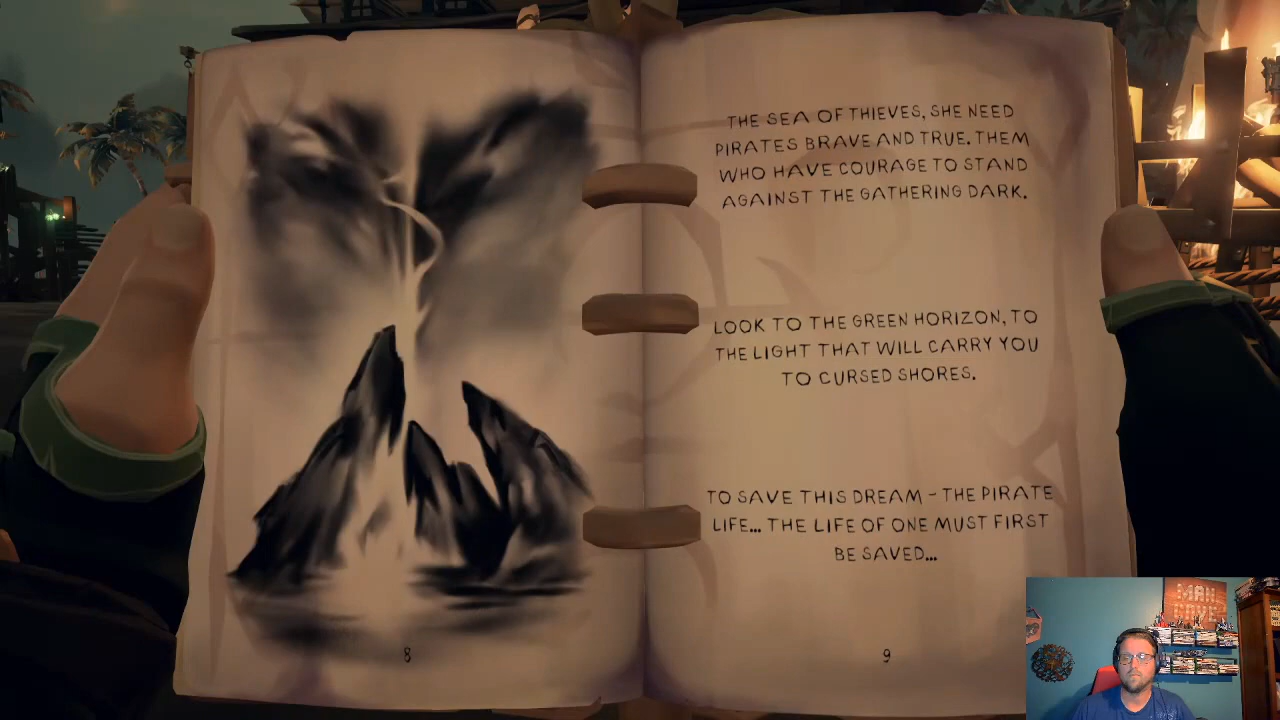 THE SEA OF THIEVES, SHE NEED
PIRATES BRAVE AND TRUE. THEM
WHO HAVE COURAGE TO STAND
AGAINST THE GATHERING DARK.
LOOK TO THE GREEN HORIZON, TO
THE LIGHT THAT WILL CARRY YOU
TO CURSED SHORES.
TO SAVE THIS DREAM - THE PIRATE
LIFE... THE LIFE OF ONE MUST FIRST
BE SAVED...
8
9
MAN
CAVE